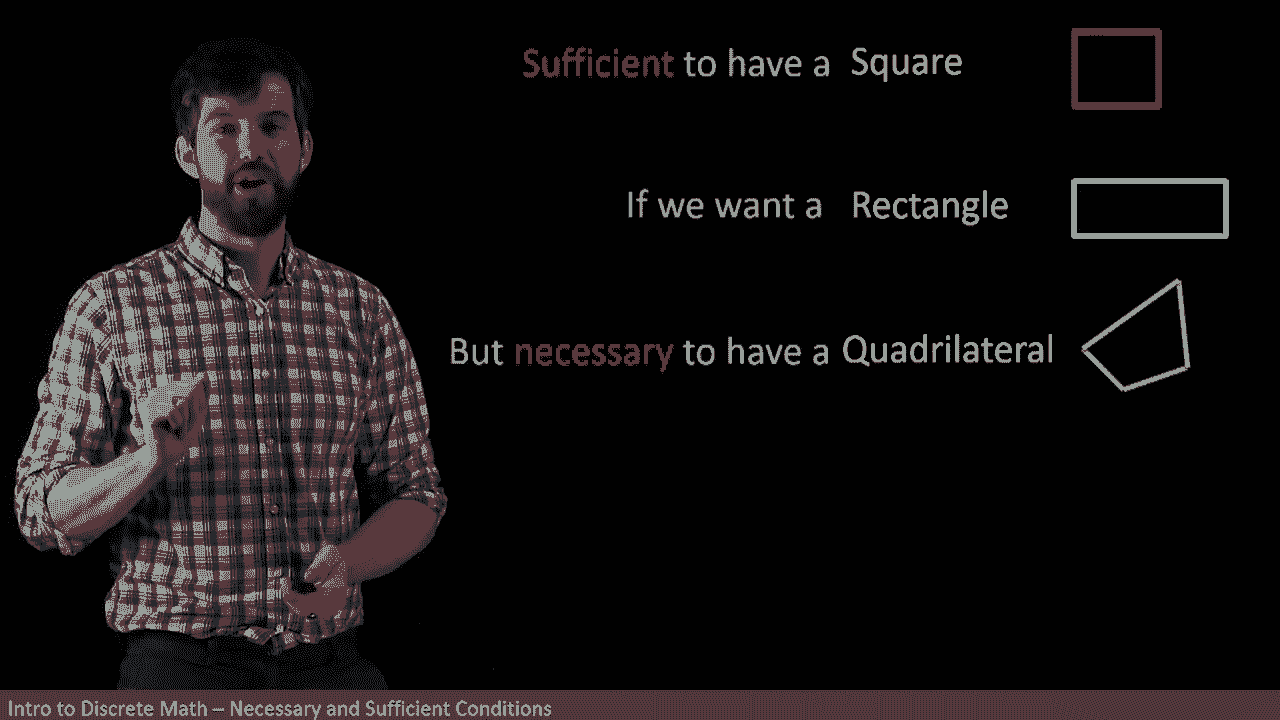 Sufficient to have a Square
If we want a Rectangle
But necessary to have a Quadrilateral
Intro to Discrete Math – Necessary and Sufficient Conditions